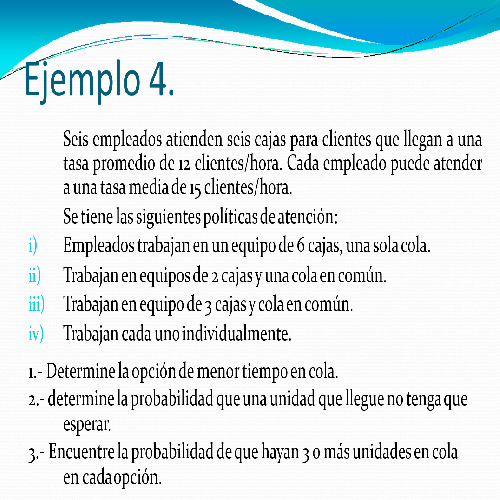 Ejemplo 4.
Seis empleados atienden seis cajas para clientes que llegan a una
tasa promedio de 12 clientes/hora. Cada empleado puede atender
a una tasa media de 15 clientes/hora.
Se tiene las siguientes políticas de atención:
i) Empleados trabajan en un equipo de 6 cajas, una sola cola.
ii) Trabajan en equipos de 2 cajas y una cola en común.
iii) Trabajan en equipo de 3 cajas y cola en común.
iv) Trabajan cada uno individualmente.
1.- Determine la opción de menor tiempo en cola.
2.- determine la probabilidad que una unidad que llegue no tenga que
esperar.
3.- Encuentre la probabilidad de que hayan 3 o más unidades en cola
en cada opción.